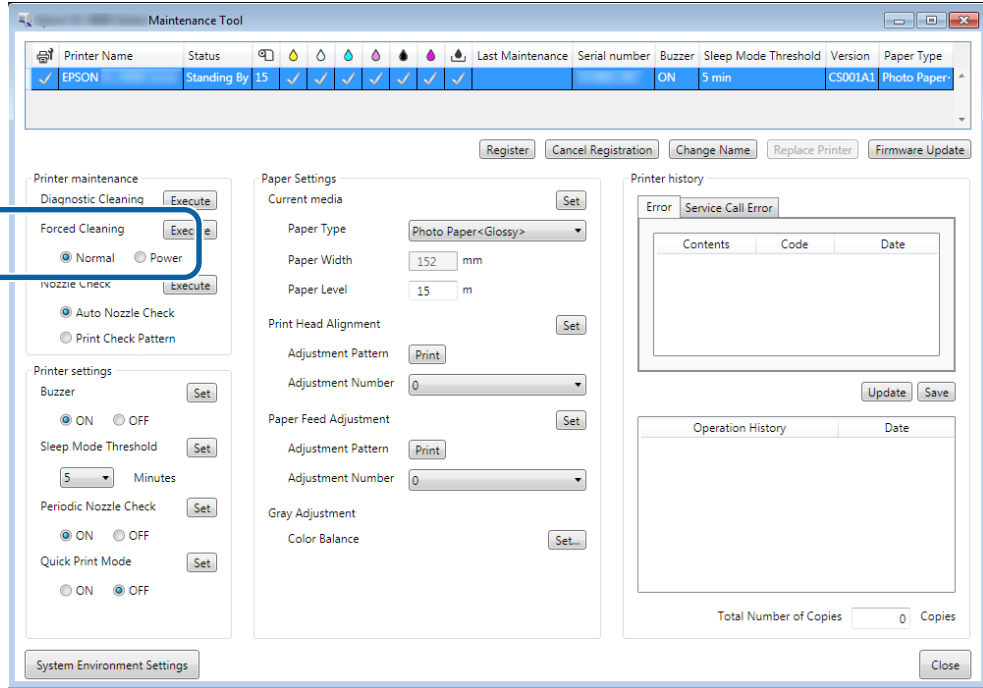 Maintenance Tool
Printer Name Status Last Maintenance Serial number Buzzer Sleep Mode Threshold Version Paper Type
EPSON Standing By 15 ON 5 min CS001A1 Photo Paper
Register Cancel Registration Change Name Replace Printer Firmware Update
Printer maintenance
Diagnostic Cleaning Execute
Forced Cleaning Execute
Normal Power
Nozzle Check Execute
Auto Nozzle Check
Print Check Pattern
Printer settings
Buzzer Set
ON OFF
Sleep Mode Threshold Set
5 Minutes
Periodic Nozzle Check Set
ON OFF
Quick Print Mode Set
ON OFF
Paper Settings
Current media Set
Paper Type Photo Paper<Glossy>
Paper Width 152 mm
Paper Level 15 m
Print Head Alignment Set
Adjustment Pattern Print
Adjustment Number 0
Paper Feed Adjustment Set
Adjustment Pattern Print
Adjustment Number 0
Gray Adjustment
Color Balance Set...
Printer history
Error Service Call Error
Contents Code Date
Update Save
Operation History Date
Total Number of Copies 0 Copies
System Environment Settings Close